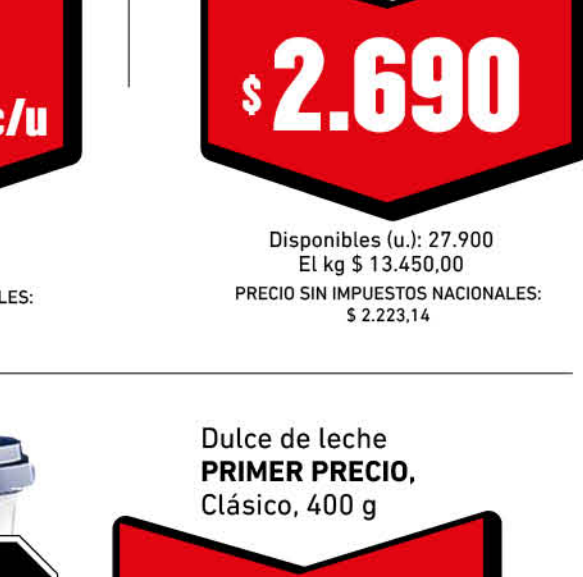 c/u
$ 2.690
Disponibles (u.): 27.900
El kg $ 13.450,00
PRECIO SIN IMPUESTOS NACIONALES:
$ 2.223,14
LES:
Dulce de leche
PRIMER PRECIO,
Clásico, 400 g